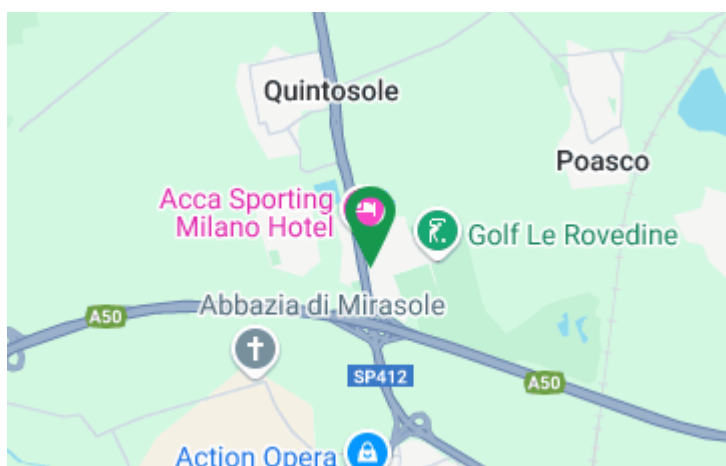 Quintosole
Poasco
Acca Sporting
Milano Hotel
Golf Le Rovedine
A50
Abbazia di Mirasole
SP412
A50
Action Opera